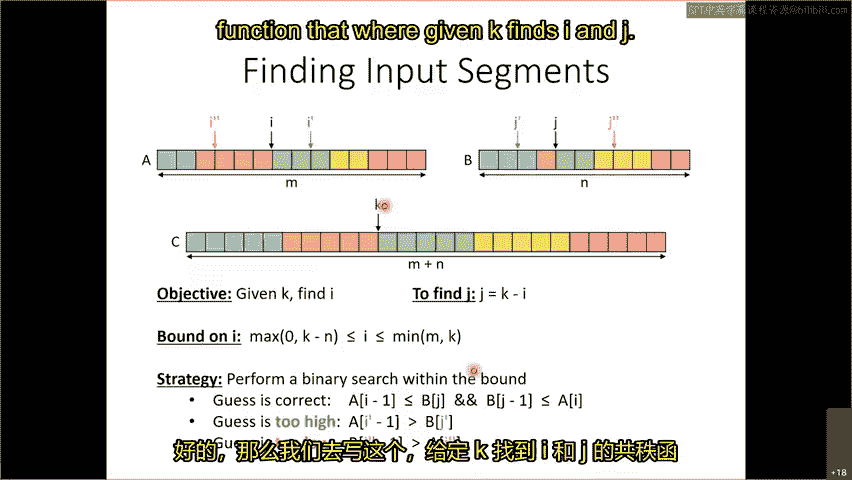 function that where given k finds i and j.
Finding Input Segments
i'' i i' j' j j''
A B
m n
k
C
m + n
Objective: Given k, find i To find j: j = k - i
Bound on i: max(0, k - n) ≤ i ≤ min(m, k)
Strategy: Perform a binary search within the bound
• Guess is correct: A[i - 1] ≤ B[j] && B[j - 1] ≤ A[i]
• Guess is too high: A[i' - 1] > B[j']
好的，那么我们去写这个，给定 k 找到 i 和 j 的共秩函
+18